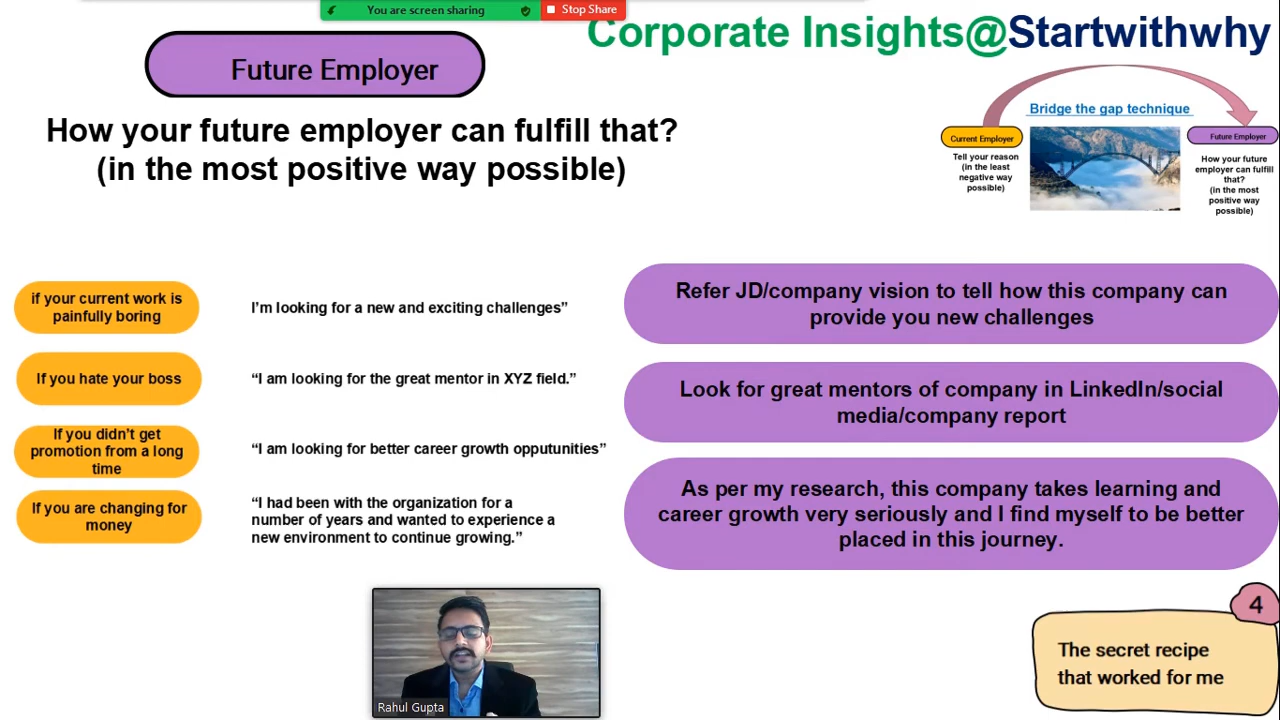 You are screen sharing
Stop Share
Corporate Insights@Startwithwhy
Future Employer
How your future employer can fulfill that?
(in the most positive way possible)
Bridge the gap technique
Current Employer
Tell your reason
(in the least
negative way
possible)
Future Employer
How your future
employer can fulfill
that?
(in the most
positive way
possible)
if your current work is
painfully boring
I’m looking for a new and exciting challenges”
Refer JD/company vision to tell how this company can
provide you new challenges
If you hate your boss
“I am looking for the great mentor in XYZ field.”
Look for great mentors of company in LinkedIn/social
media/company report
If you didn’t get
promotion from a long
time
“I am looking for better career growth opputunities”
As per my research, this company takes learning and
career growth very seriously and I find myself to be better
placed in this journey.
If you are changing for
money
“I had been with the organization for a
number of years and wanted to experience a
new environment to continue growing.”
4
The secret recipe
that worked for me
Rahul Gupta